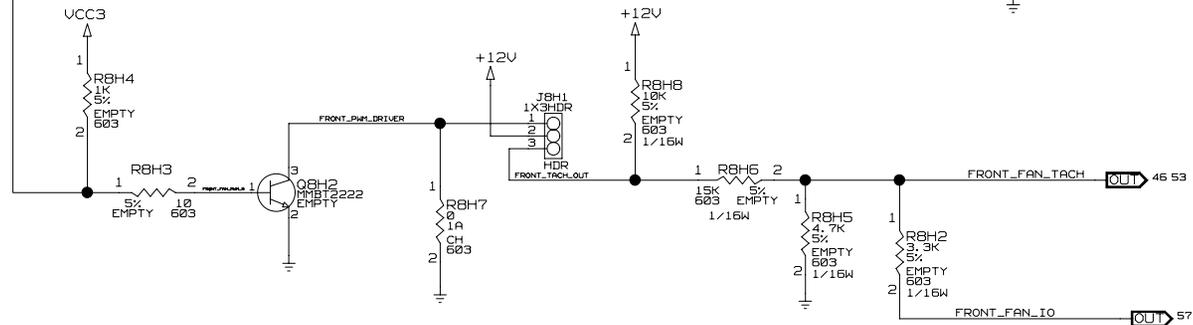 VCC3
1
R8H4
1K
5%
EMPTY
603
2
R8H3
1
2
5%
10
EMPTY
603
1
3
Q8H2
MMBT2222
EMPTY
2
FRONT_PWM_DRIVER
+12V
J8H1
1X3HDR
1
2
3
HDR
FRONT_TACH_OUT
1
R8H7
0
1A
CH
603
2
+12V
1
R8H8
10K
5%
EMPTY
603
1/16W
2
R8H6
1
2
15K
5%
603
EMPTY
1/16W
1
R8H5
4.7K
5%
EMPTY
603
1/16W
2
1
R8H2
3.3K
5%
EMPTY
603
1/16W
2
FRONT_FAN_TACH
OUT
46 53
FRONT_FAN_IO
OUT
57